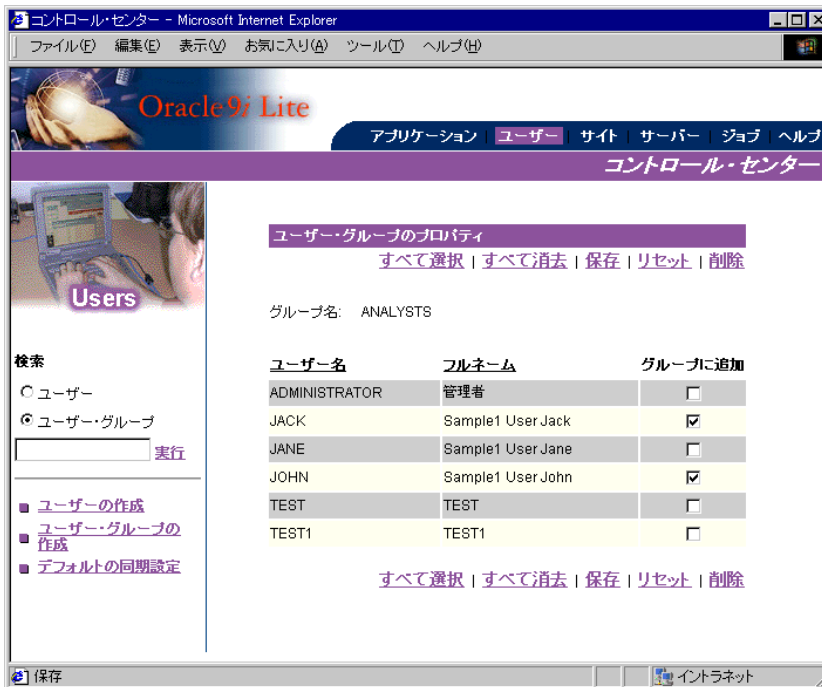 コントロール・センター - Microsoft Internet Explorer
ファイル(F) 編集(E) 表示(V) お気に入り(A) ツール(T) ヘルプ(H)
Oracle9i Lite
アプリケーション ユーザー サイト サーバー ジョブ ヘルプ
コントロール・センター
Users
検索
ユーザー
ユーザー・グループ
実行
ユーザーの作成
ユーザー・グループの
作成
デフォルトの同期設定
ユーザー・グループのプロパティ
すべて選択 | すべて消去 | 保存 | リセット | 削除
グループ名: ANALYSTS
ユーザー名 フルネーム グループに追加
ADMINISTRATOR 管理者
JACK Sample1 User Jack
JANE Sample1 User Jane
JOHN Sample1 User John
TEST TEST
TEST1 TEST1
すべて選択 | すべて消去 | 保存 | リセット | 削除
保存 イントラネット